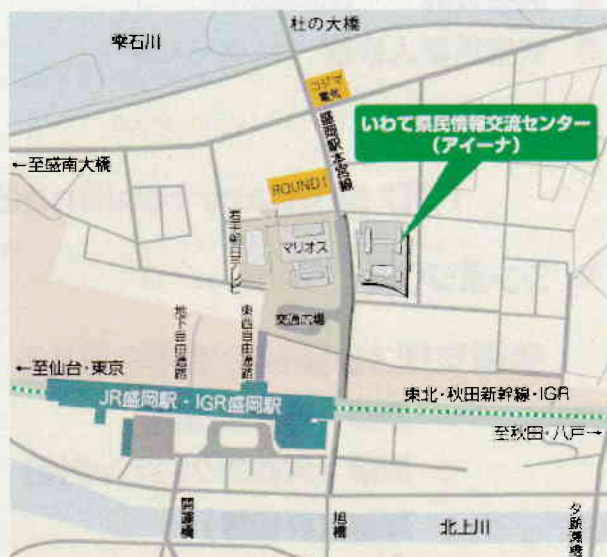 杜の大橋
雫石川
コジマ
電気
盛岡駅本宮線
いわて県民情報交流センター
(アイーナ)
←至盛南大橋
ROUND1
岩手朝日テレビ
マリオス
交通広場
地下自由通路
東西自由通路
←至仙台・東京
JR盛岡駅・IGR盛岡駅
東北・秋田新幹線・IGR
至秋田・八戸→
開運橋
旭橋
北上川
夕顔瀬橋